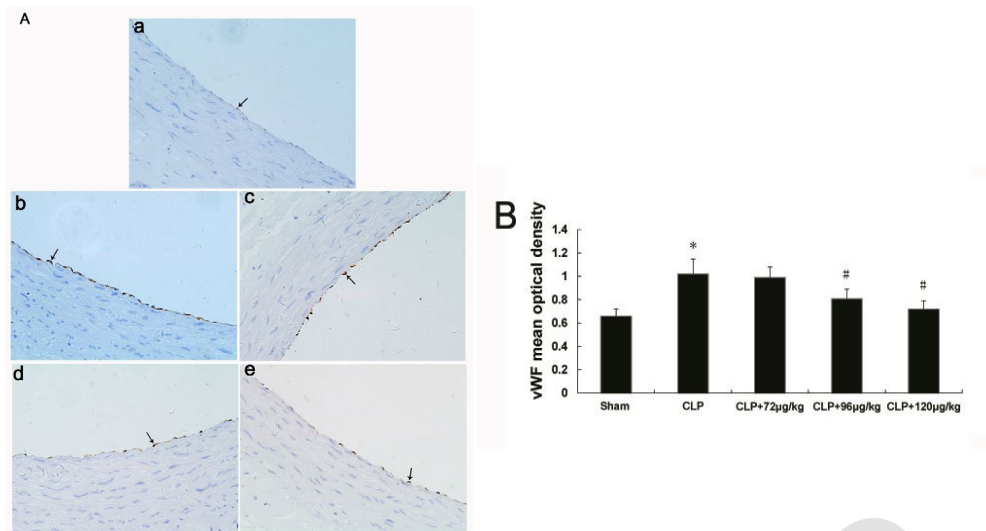 A
a
b
c
d
e
B
vWF mean optical density
1.4
1.2
1
0.8
0.6
0.4
0.2
0
*
#
#
Sham
CLP
CLP+72µg/kg
CLP+96µg/kg
CLP+120µg/kg